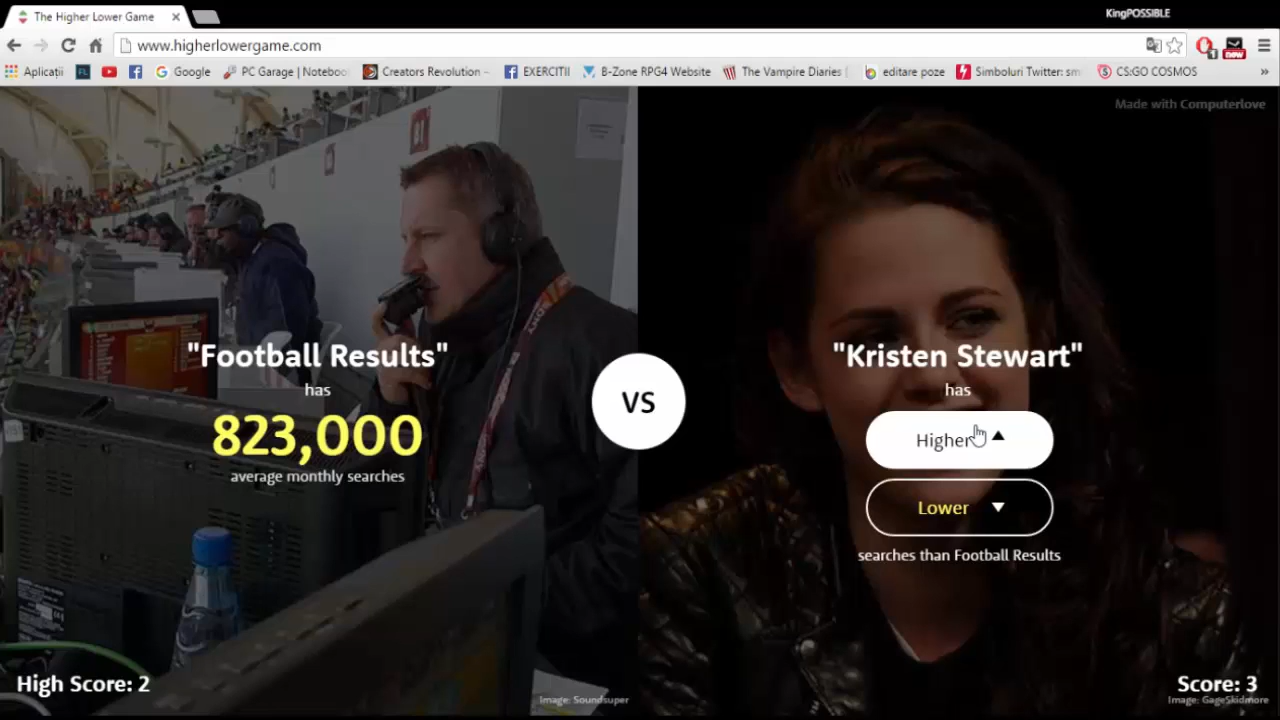 The Higher Lower Game
KingPOSSIBLE
www.higherlowergame.com
new
Aplicații
FL
Google
PC Garage | Notebo
Creators Revolution -
EXERCITII
B-Zone RPG4 Website
The Vampire Diaries |
editare poze
Simboluri Twitter: sm
CS:GO COSMOS
Made with Computerlove
"Football Results"
has
823,000
average monthly searches
VS
"Kristen Stewart"
has
Higher
Lower
searches than Football Results
High Score: 2
Image: Soundsuper
Score: 3
Image: GageSkidmore